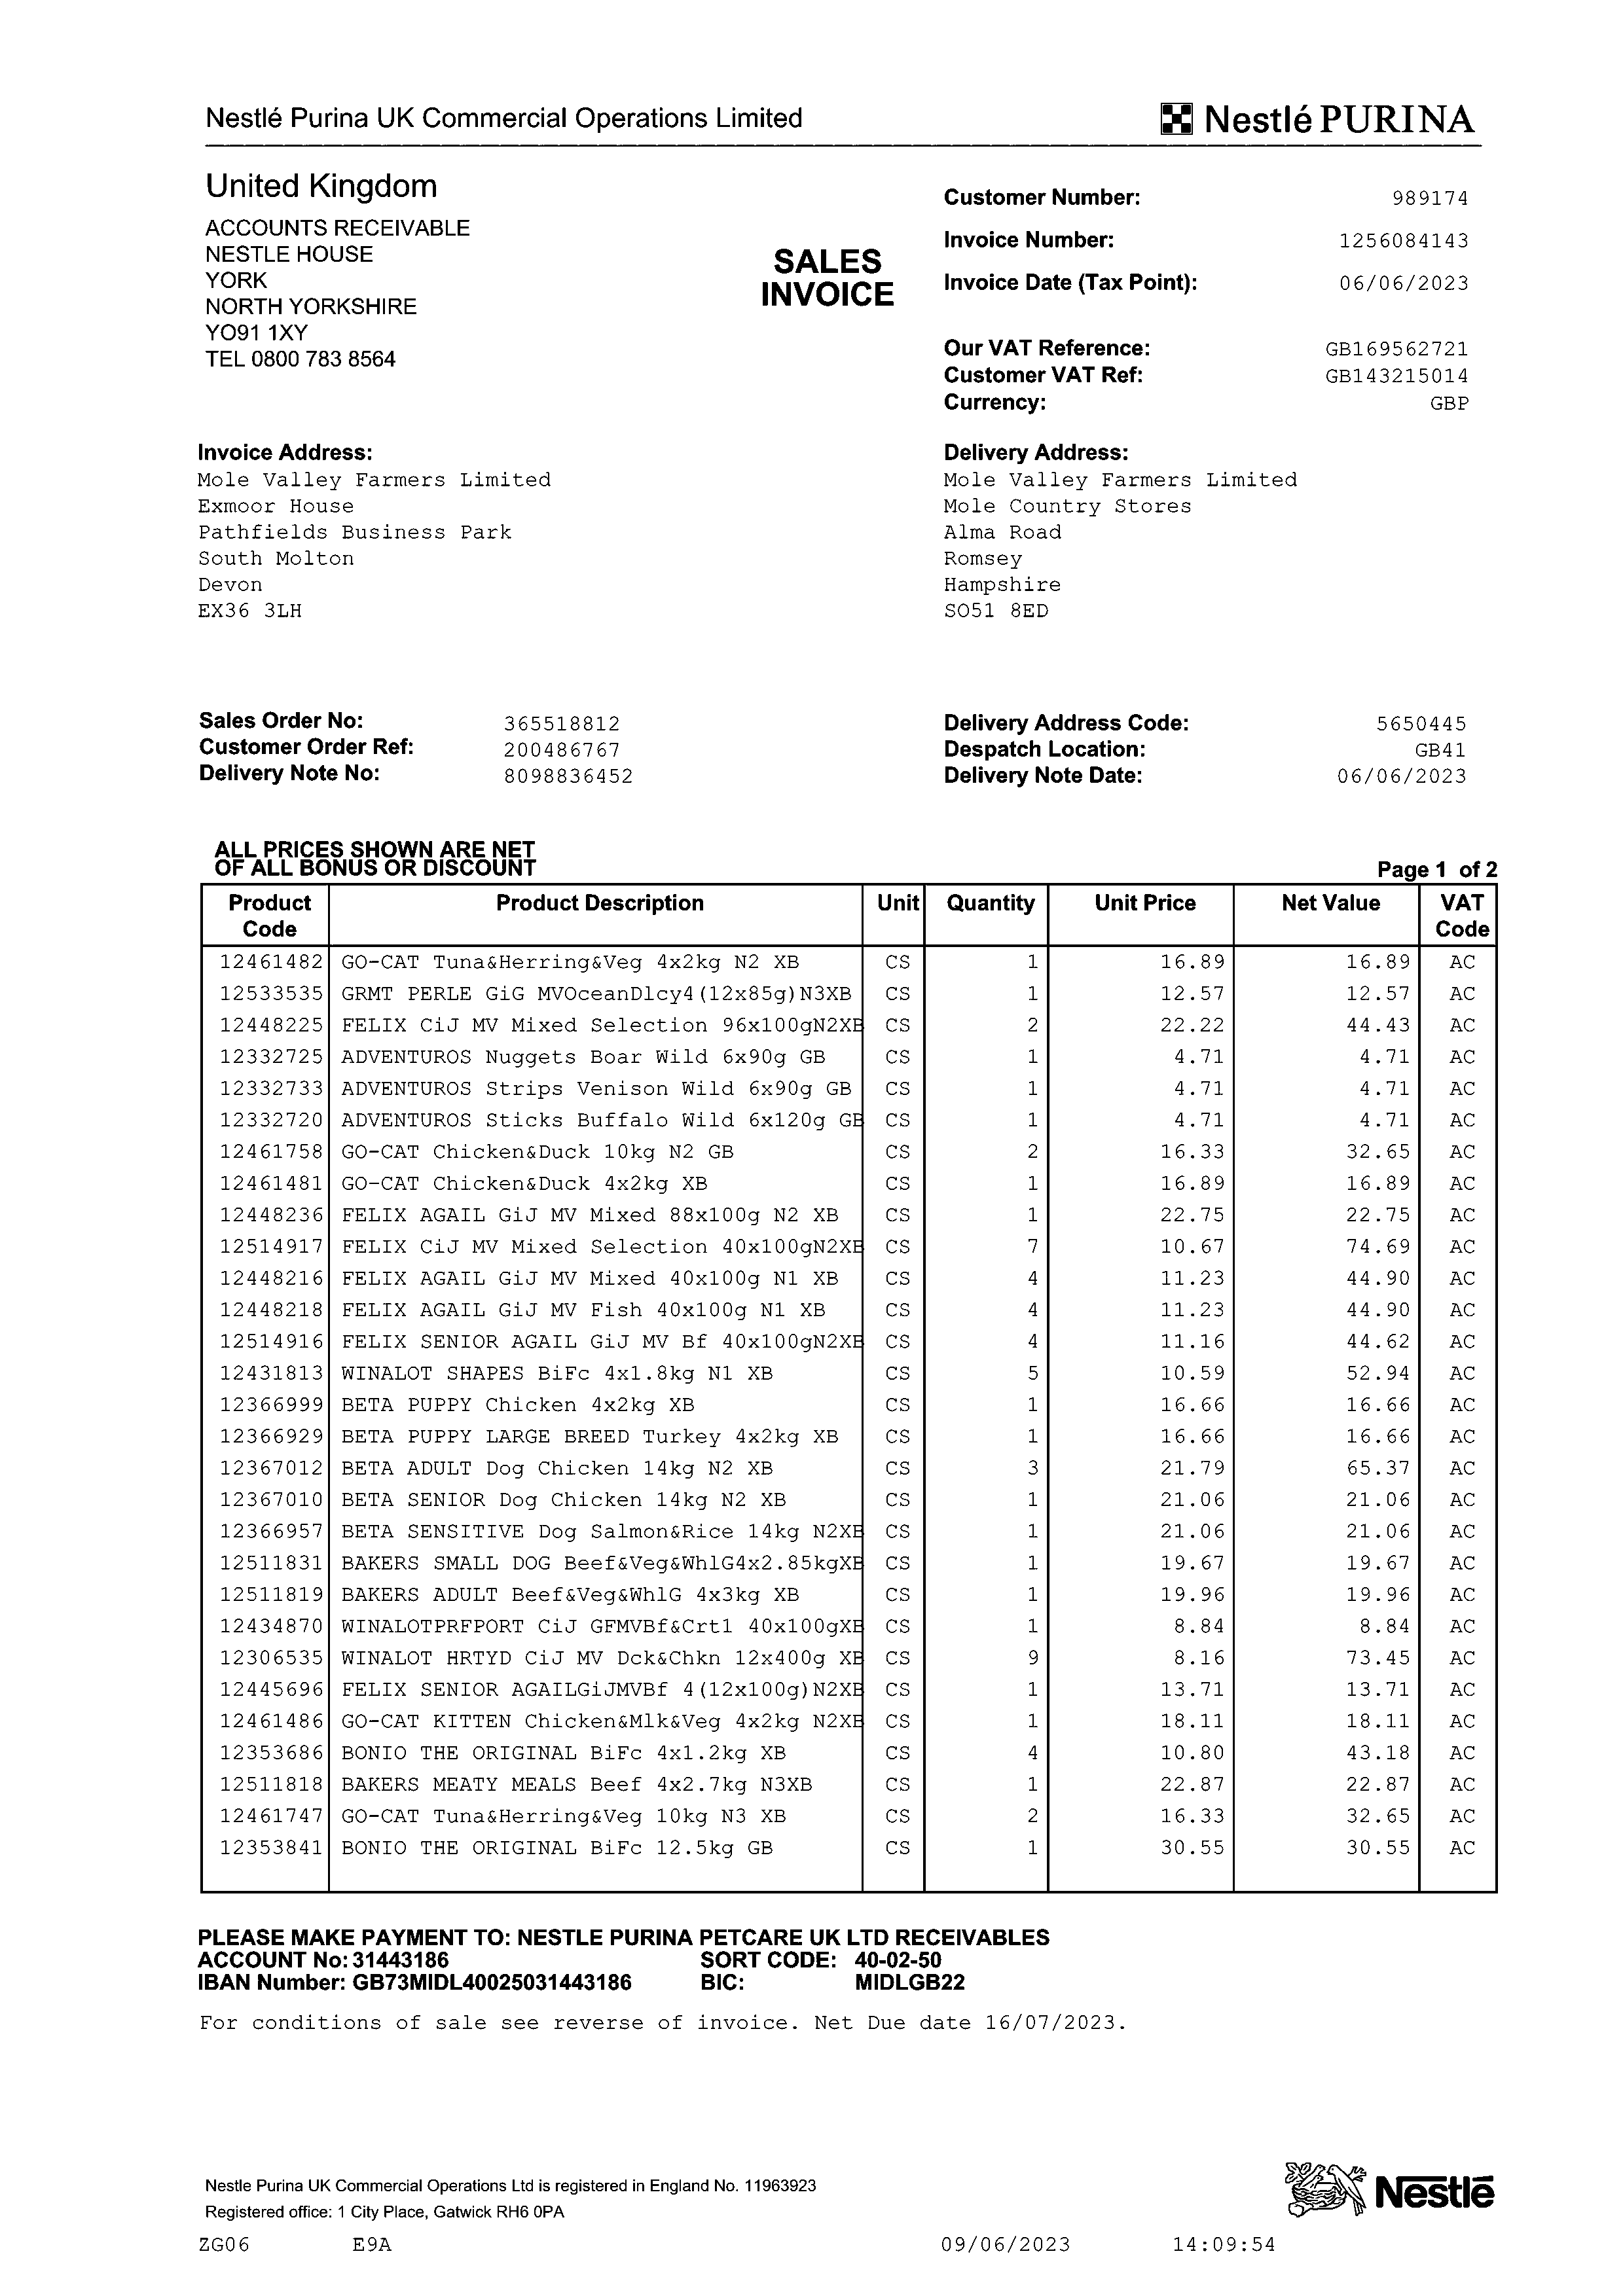 Nestlé Purina UK Commercial Operations Limited
Nestlé PURINA
United Kingdom
ACCOUNTS RECEIVABLE
NESTLE HOUSE
YORK
NORTH YORKSHIRE
YO91 1XY
TEL 0800 783 8564
SALES
INVOICE
Customer Number: 989174
Invoice Number: 1256084143
Invoice Date (Tax Point): 06/06/2023
Our VAT Reference: GB169562721
Customer VAT Ref: GB143215014
Currency: GBP
Invoice Address:
Mole Valley Farmers Limited
Exmoor House
Pathfields Business Park
South Molton
Devon
EX36 3LH
Delivery Address:
Mole Valley Farmers Limited
Mole Country Stores
Alma Road
Romsey
Hampshire
SO51 8ED
Sales Order No: 365518812
Customer Order Ref: 200486767
Delivery Note No: 8098836452
Delivery Address Code: 5650445
Despatch Location: GB41
Delivery Note Date: 06/06/2023
ALL PRICES SHOWN ARE NET
OF ALL BONUS OR DISCOUNT
Page 1 of 2
Product Code Product Description Unit Quantity Unit Price Net Value VAT Code
12461482 GO-CAT Tuna&Herring&Veg 4x2kg N2 XB CS 1 16.89 16.89 AC
12533535 GRMT PERLE GiG MVOceanDlcy4(12x85g)N3XB CS 1 12.57 12.57 AC
12448225 FELIX CiJ MV Mixed Selection 96x100gN2XB CS 2 22.22 44.43 AC
12332725 ADVENTUROS Nuggets Boar Wild 6x90g GB CS 1 4.71 4.71 AC
12332733 ADVENTUROS Strips Venison Wild 6x90g GB CS 1 4.71 4.71 AC
12332720 ADVENTUROS Sticks Buffalo Wild 6x120g GB CS 1 4.71 4.71 AC
12461758 GO-CAT Chicken&Duck 10kg N2 GB CS 2 16.33 32.65 AC
12461481 GO-CAT Chicken&Duck 4x2kg XB CS 1 16.89 16.89 AC
12448236 FELIX AGAIL GiJ MV Mixed 88x100g N2 XB CS 1 22.75 22.75 AC
12514917 FELIX CiJ MV Mixed Selection 40x100gN2XB CS 7 10.67 74.69 AC
12448216 FELIX AGAIL GiJ MV Mixed 40x100g N1 XB CS 4 11.23 44.90 AC
12448218 FELIX AGAIL GiJ MV Fish 40x100g N1 XB CS 4 11.23 44.90 AC
12514916 FELIX SENIOR AGAIL GiJ MV Bf 40x100gN2XB CS 4 11.16 44.62 AC
12431813 WINALOT SHAPES BiFc 4x1.8kg N1 XB CS 5 10.59 52.94 AC
12366999 BETA PUPPY Chicken 4x2kg XB CS 1 16.66 16.66 AC
12366929 BETA PUPPY LARGE BREED Turkey 4x2kg XB CS 1 16.66 16.66 AC
12367012 BETA ADULT Dog Chicken 14kg N2 XB CS 3 21.79 65.37 AC
12367010 BETA SENIOR Dog Chicken 14kg N2 XB CS 1 21.06 21.06 AC
12366957 BETA SENSITIVE Dog Salmon&Rice 14kg N2XB CS 1 21.06 21.06 AC
12511831 BAKERS SMALL DOG Beef&Veg&WhlG4x2.85kgXB CS 1 19.67 19.67 AC
12511819 BAKERS ADULT Beef&Veg&WhlG 4x3kg XB CS 1 19.96 19.96 AC
12434870 WINALOTPRFPORT CiJ GFMVBf&Crt1 40x100gXB CS 1 8.84 8.84 AC
12306535 WINALOT HRTYD CiJ MV Dck&Chkn 12x400g XB CS 9 8.16 73.45 AC
12445696 FELIX SENIOR AGAILGiJMVBf 4(12x100g)N2XB CS 1 13.71 13.71 AC
12461486 GO-CAT KITTEN Chicken&Mlk&Veg 4x2kg N2XB CS 1 18.11 18.11 AC
12353686 BONIO THE ORIGINAL BiFc 4x1.2kg XB CS 4 10.80 43.18 AC
12511818 BAKERS MEATY MEALS Beef 4x2.7kg N3XB CS 1 22.87 22.87 AC
12461747 GO-CAT Tuna&Herring&Veg 10kg N3 XB CS 2 16.33 32.65 AC
12353841 BONIO THE ORIGINAL BiFc 12.5kg GB CS 1 30.55 30.55 AC
PLEASE MAKE PAYMENT TO: NESTLE PURINA PETCARE UK LTD RECEIVABLES
ACCOUNT No: 31443186 SORT CODE: 40-02-50
IBAN Number: GB73MIDL40025031443186 BIC: MIDLGB22
For conditions of sale see reverse of invoice. Net Due date 16/07/2023.
Nestle Purina UK Commercial Operations Ltd is registered in England No. 11963923
Registered office: 1 City Place, Gatwick RH6 0PA
Nestlé
ZG06 E9A 09/06/2023 14:09:54